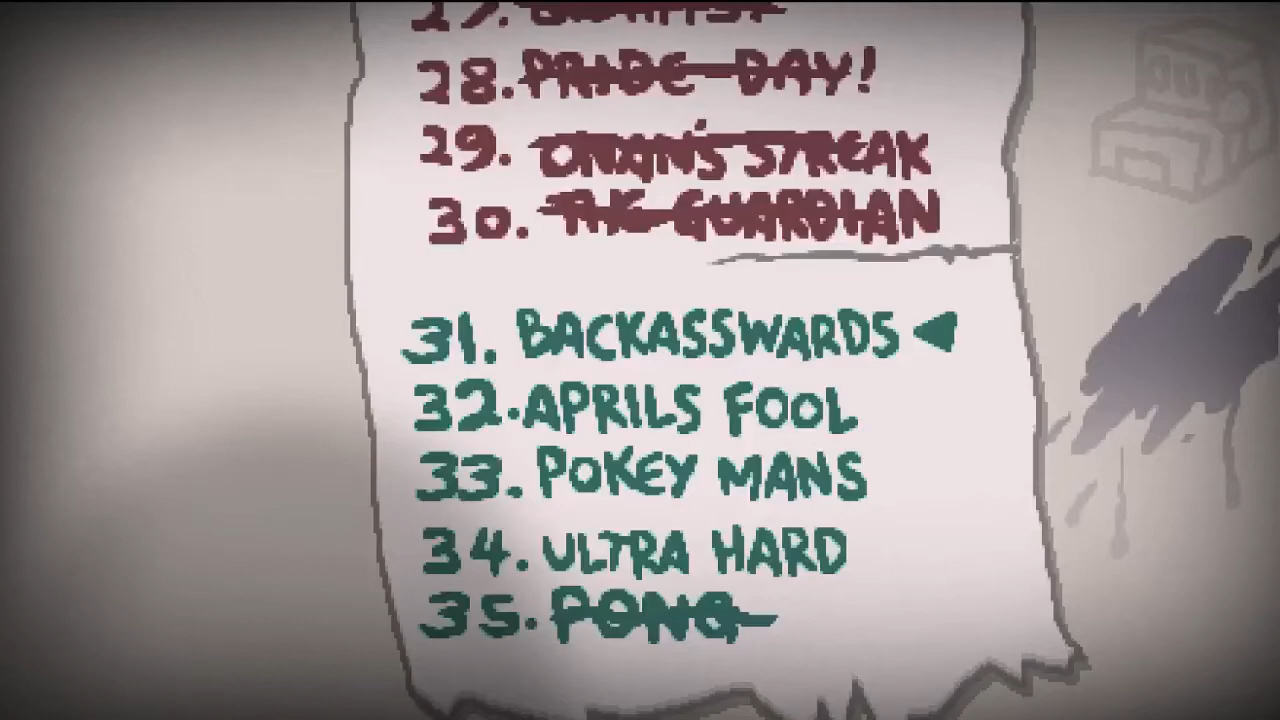 28. PRIDE DAY!
29. ONAN'S STREAK
30. THE GUARDIAN
31. BACKASSWARDS
32. APRILS FOOL
33. POKEY MANS
34. ULTRA HARD
35. PONG